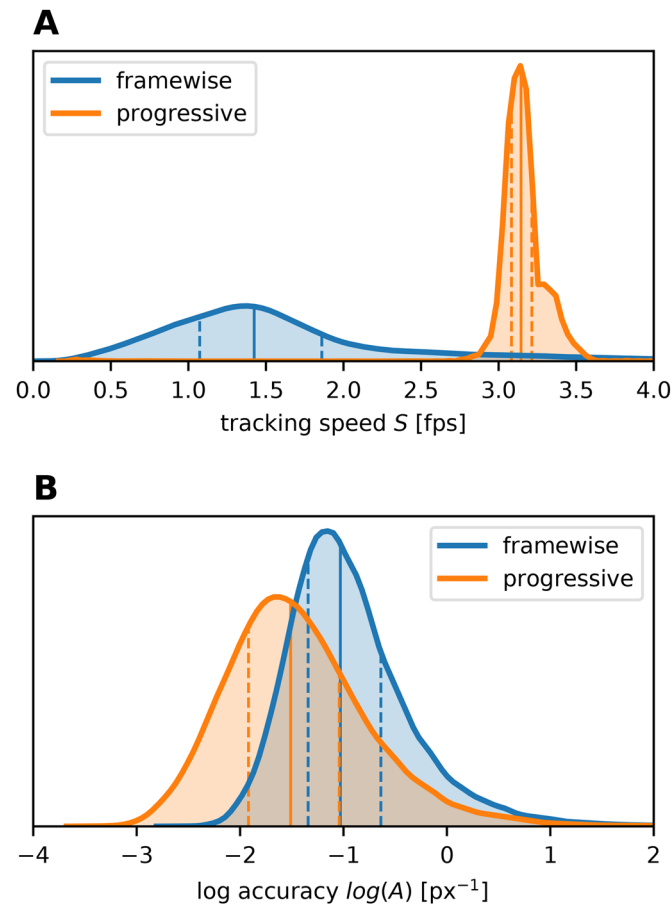 A
framewise
progressive
0.0 0.5 1.0 1.5 2.0 2.5 3.0 3.5 4.0
tracking speed S [fps]
B
framewise
progressive
−4 −3 −2 −1 0 1 2
log accuracy log(A) [px⁻¹]